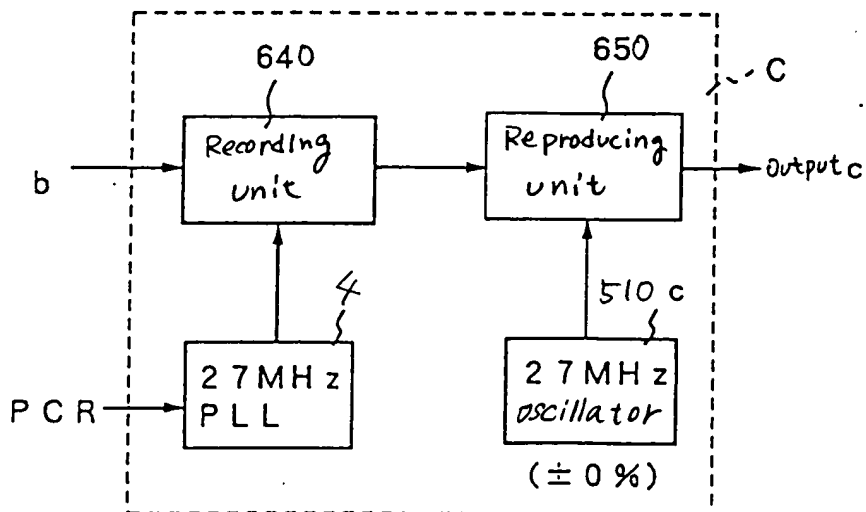 640
650
C
Recording
unit
Reproducing
unit
b
output c
4
510 c
27MHz
PLL
27MHz
oscillator
PCR
(±0%)